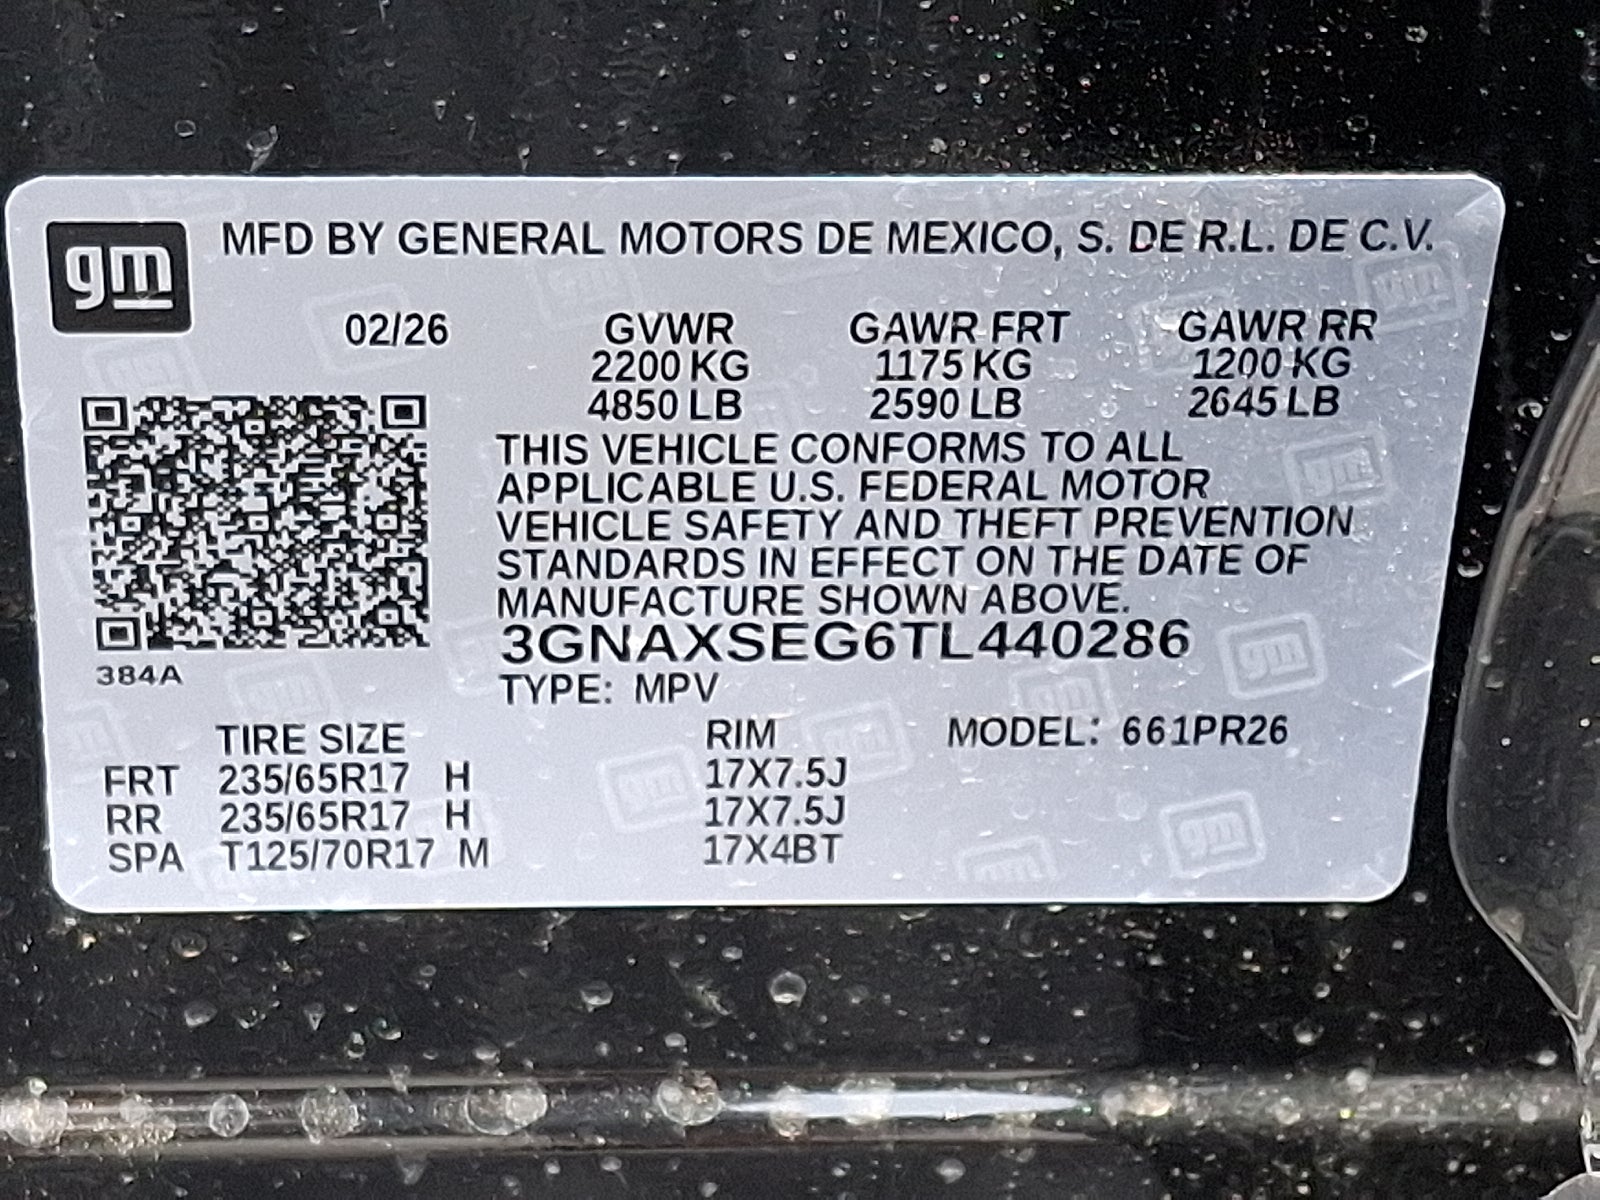 gm
MFD BY GENERAL MOTORS DE MEXICO, S. DE R.L. DE C.V.
02/26 GVWR GAWR FRT GAWR RR
2200 KG 1175 KG 1200 KG
4850 LB 2590 LB 2645 LB
THIS VEHICLE CONFORMS TO ALL
APPLICABLE U.S. FEDERAL MOTOR
VEHICLE SAFETY AND THEFT PREVENTION
STANDARDS IN EFFECT ON THE DATE OF
MANUFACTURE SHOWN ABOVE.
3GNAXSEG6TL440286
384A
TYPE: MPV
TIRE SIZE RIM MODEL: 661PR26
FRT 235/65R17 H 17X7.5J
RR 235/65R17 H 17X7.5J
SPA T125/70R17 M 17X4BT